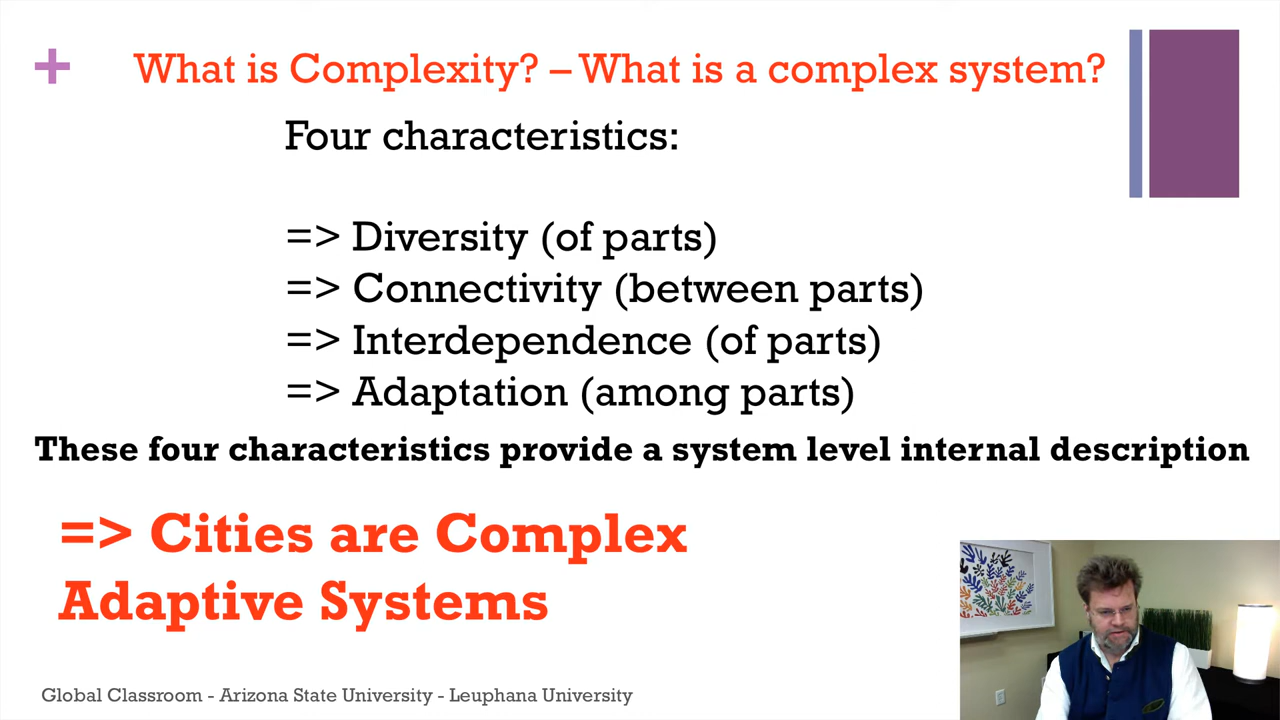 + What is Complexity? – What is a complex system?
Four characteristics:
=> Diversity (of parts)
=> Connectivity (between parts)
=> Interdependence (of parts)
=> Adaptation (among parts)
These four characteristics provide a system level internal description
=> Cities are Complex
Adaptive Systems
Global Classroom - Arizona State University - Leuphana University